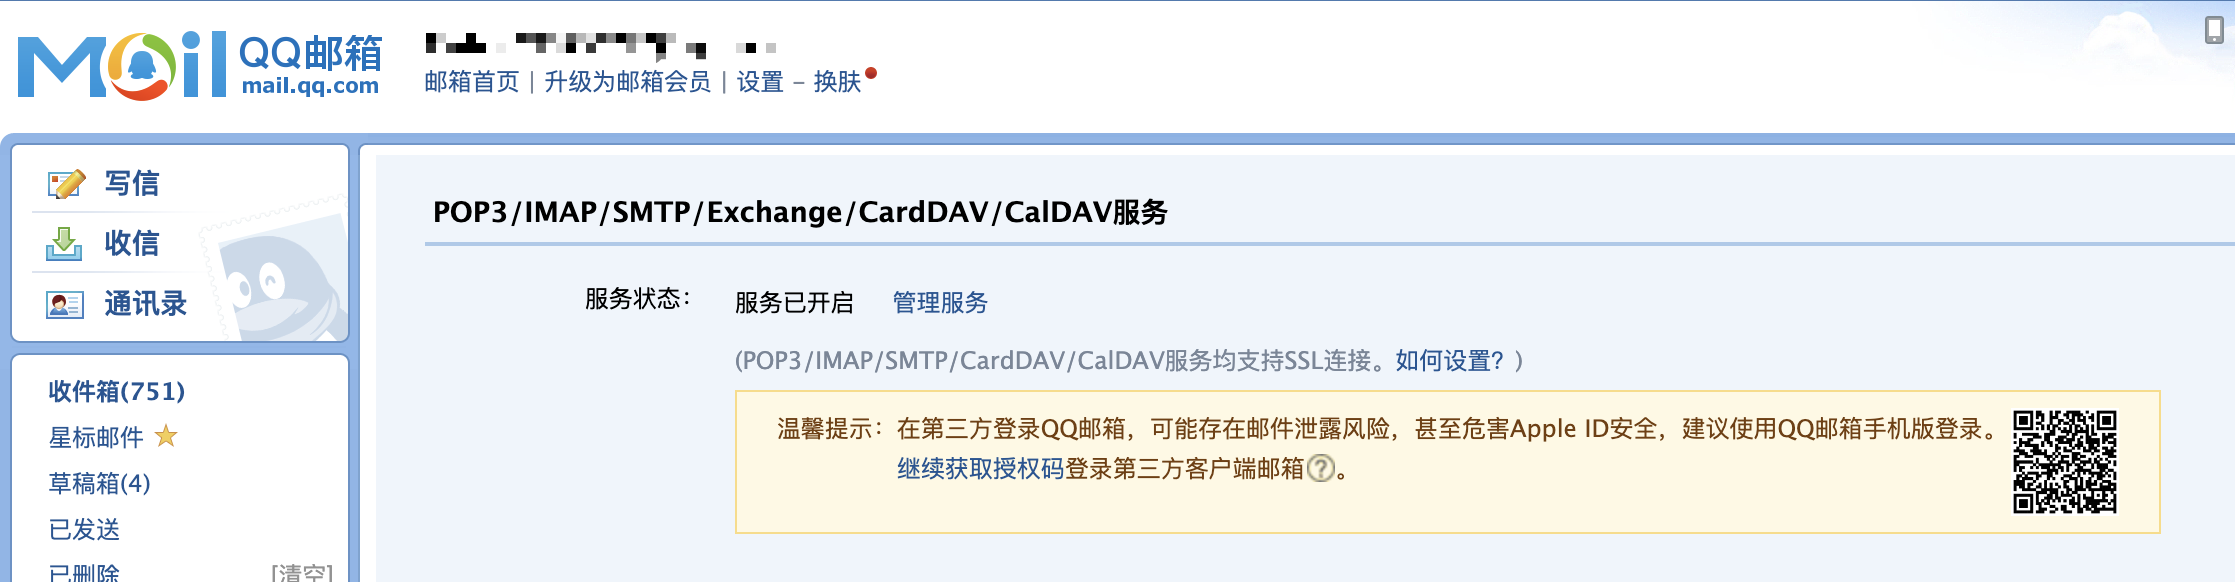 Mail QQ邮箱
mail.qq.com
邮箱首页 | 升级为邮箱会员 | 设置 - 换肤
写信
收信
通讯录
收件箱(751)
星标邮件
草稿箱(4)
已发送
已删除 [清空]
POP3/IMAP/SMTP/Exchange/CardDAV/CalDAV服务
服务状态： 服务已开启 管理服务
(POP3/IMAP/SMTP/CardDAV/CalDAV服务均支持SSL连接。如何设置？)
温馨提示：在第三方登录QQ邮箱，可能存在邮件泄露风险，甚至危害Apple ID安全，建议使用QQ邮箱手机版登录。
继续获取授权码登录第三方客户端邮箱?。